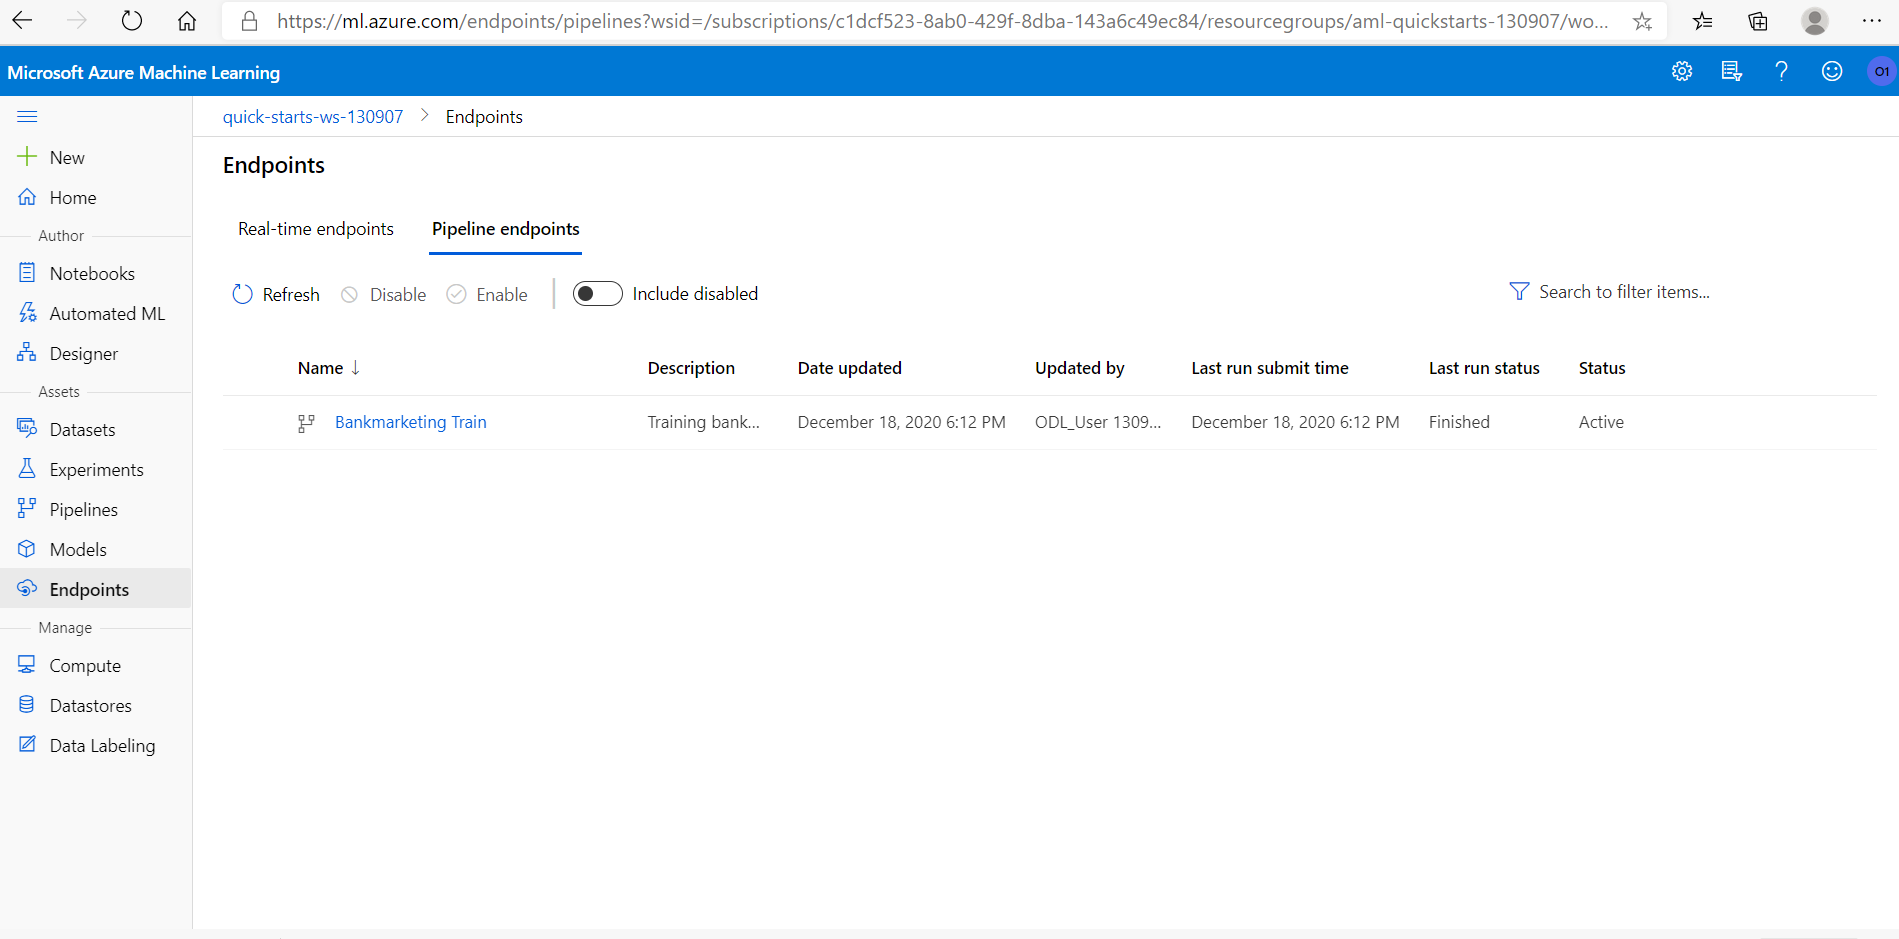 https://ml.azure.com/endpoints/pipelines?wsid=/subscriptions/c1dcf523-8ab0-429f-8dba-143a6c49ec84/resourcegroups/aml-quickstarts-130907/wo...
Microsoft Azure Machine Learning
O1
quick-starts-ws-130907 > Endpoints
New
Home
Author
Notebooks
Automated ML
Designer
Assets
Datasets
Experiments
Pipelines
Models
Endpoints
Manage
Compute
Datastores
Data Labeling
Endpoints
Real-time endpoints Pipeline endpoints
Refresh Disable Enable Include disabled Search to filter items...
Name ↓ Description Date updated Updated by Last run submit time Last run status Status
Bankmarketing Train Training bank... December 18, 2020 6:12 PM ODL_User 1309... December 18, 2020 6:12 PM Finished Active